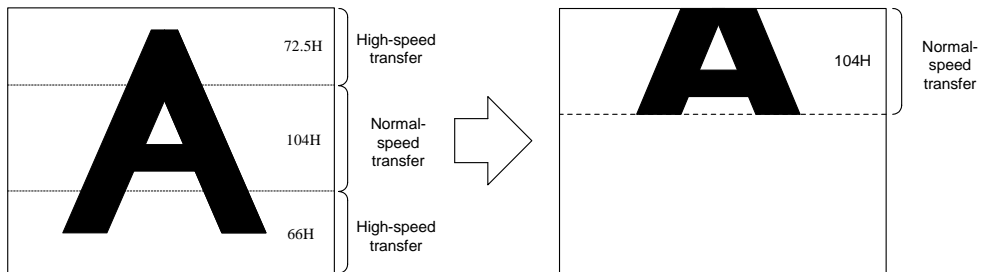 72.5H
High-speed
transfer
A
104H
Normal-
speed
transfer
66H
High-speed
transfer
A
104H
Normal-
speed
transfer